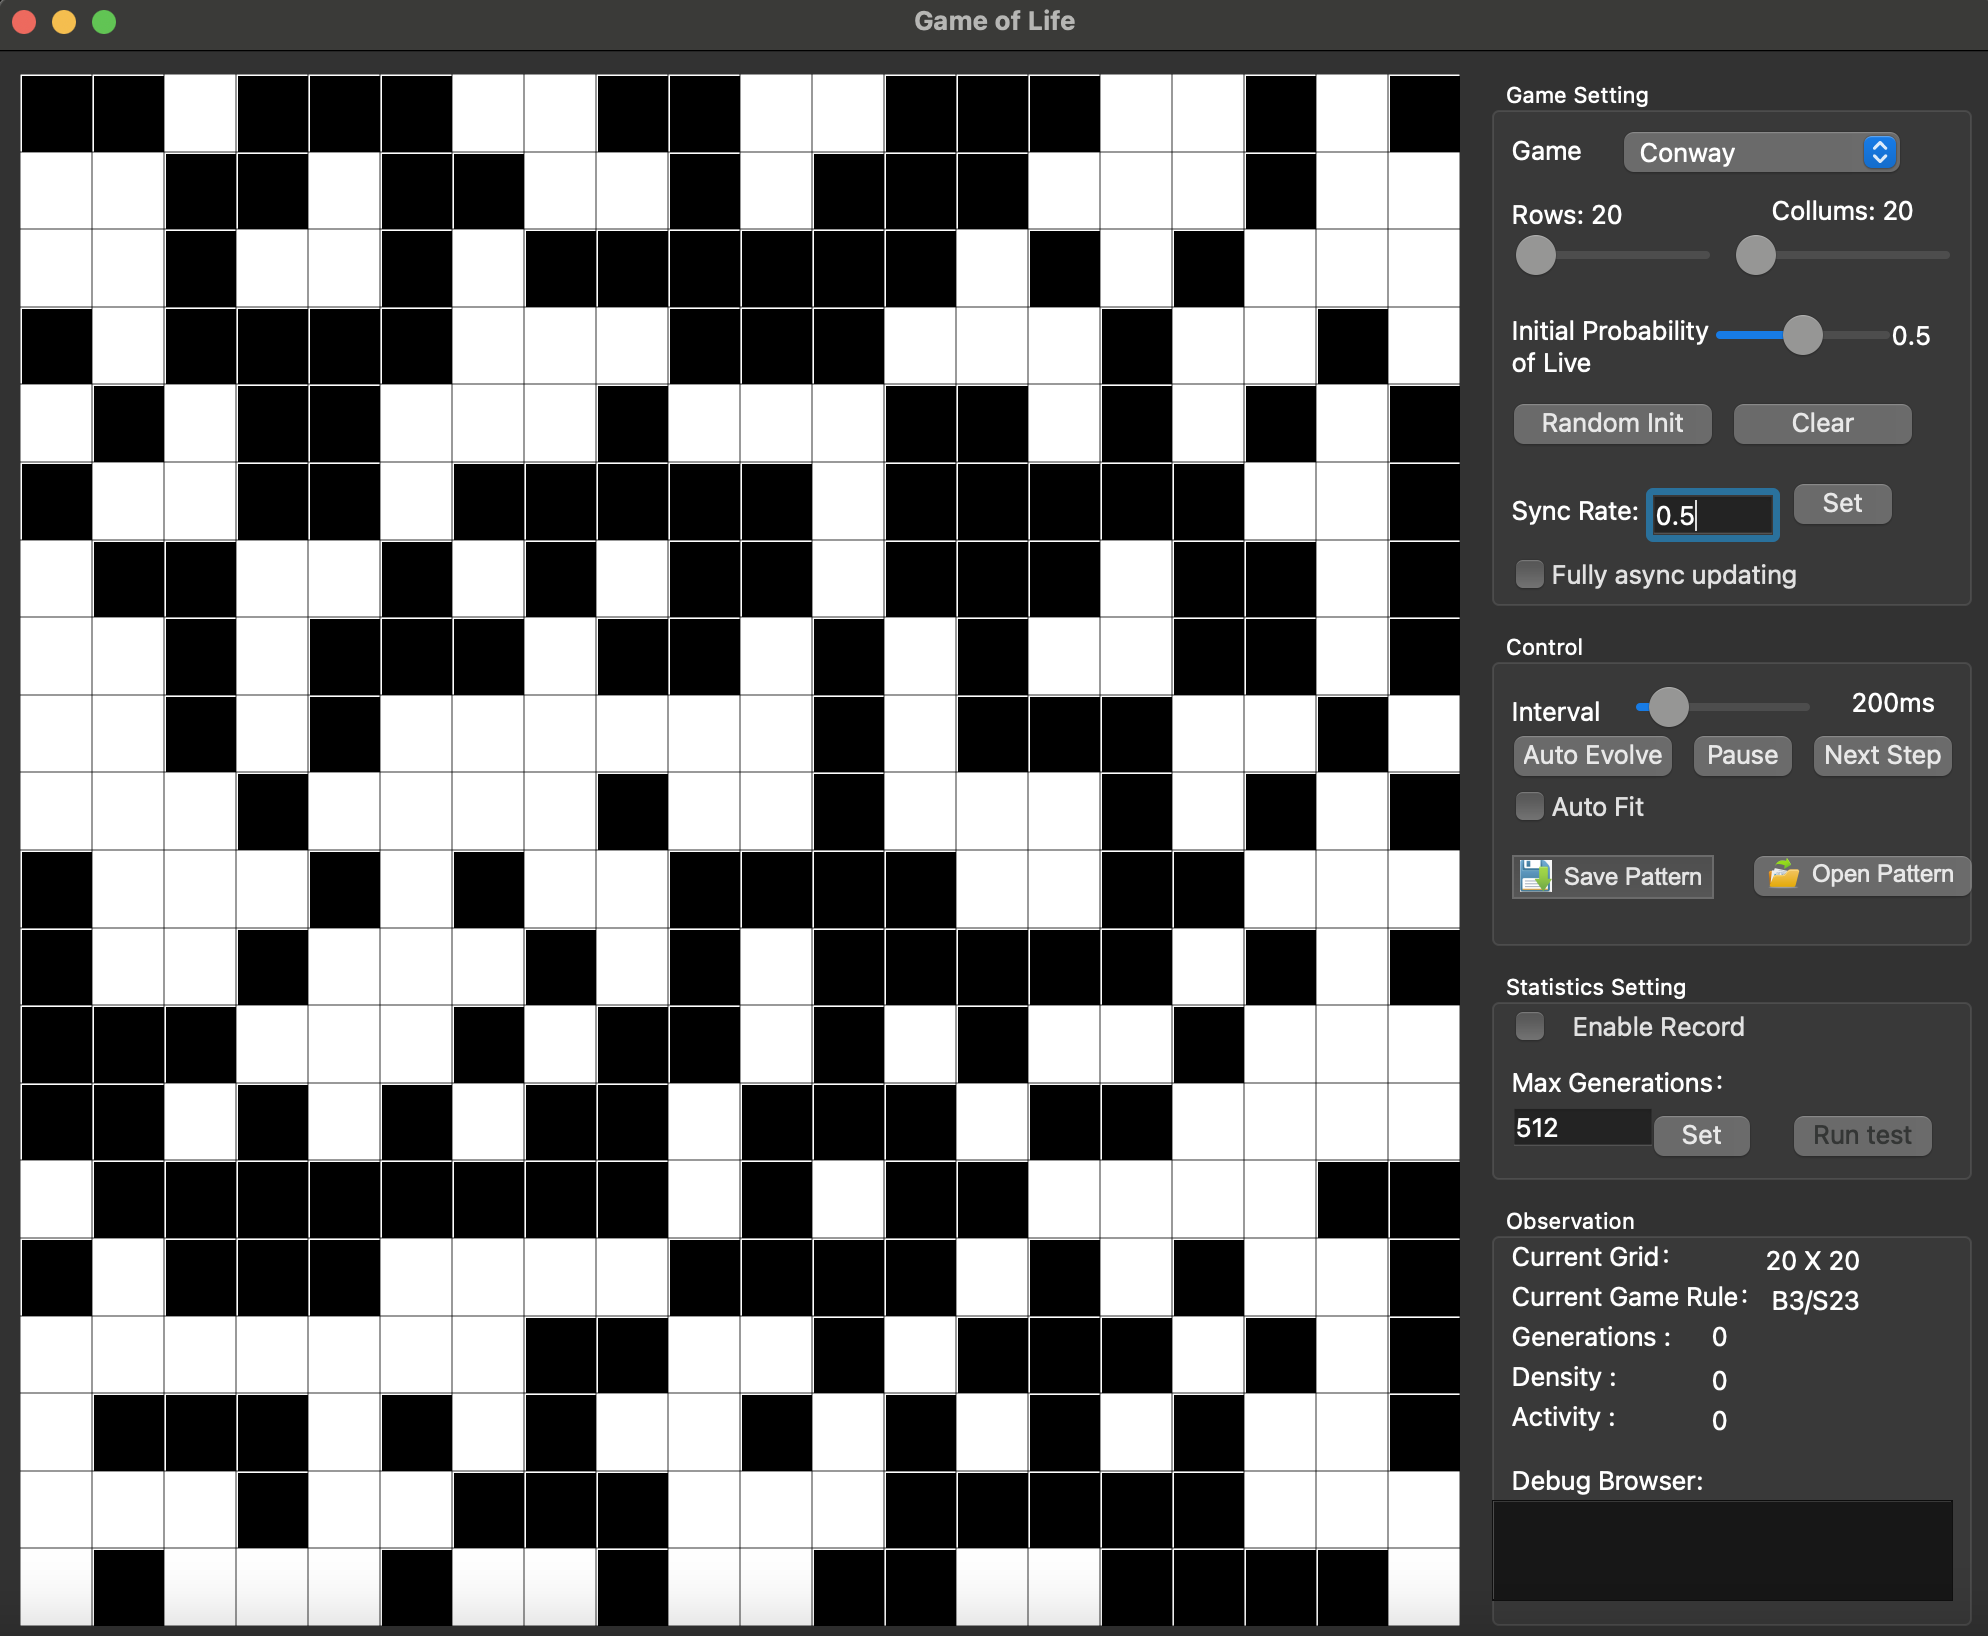 Game of Life
Game Setting
Game Conway
Rows: 20 Collums: 20
Initial Probability 0.5
of Live
Random Init Clear
Sync Rate: 0.5 Set
Fully async updating
Control
Interval 200ms
Auto Evolve Pause Next Step
Auto Fit
Save Pattern Open Pattern
Statistics Setting
Enable Record
Max Generations:
512 Set Run test
Observation
Current Grid: 20 X 20
Current Game Rule: B3/S23
Generations : 0
Density : 0
Activity : 0
Debug Browser: